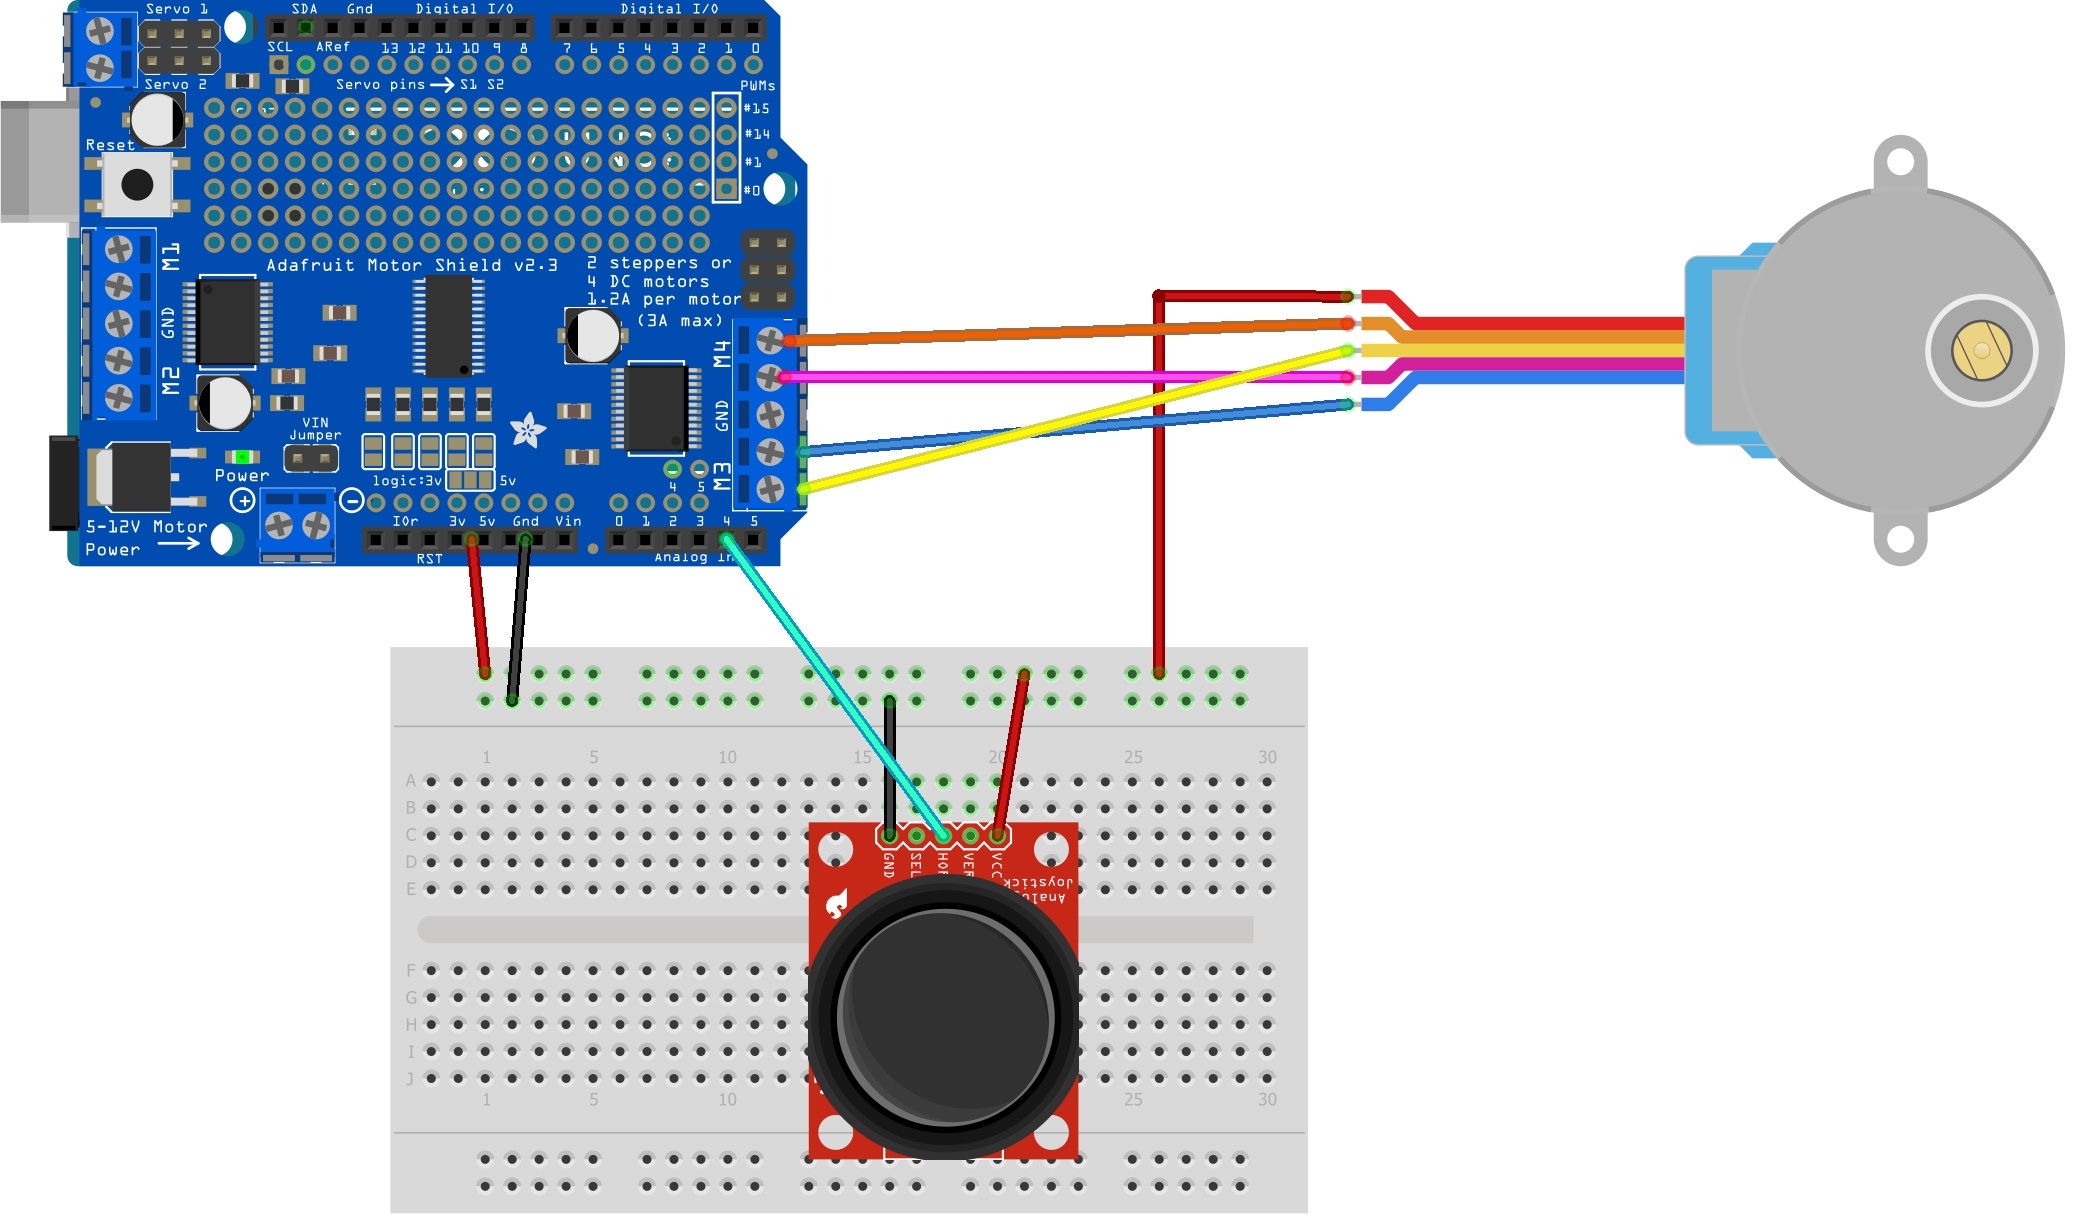 Servo 1
SDA Gnd Digital I/O Digital I/O
SCL ARef 13 12 11 10 9 8 7 6 5 4 3 2 1 0
Servo 2
Servo pins → S1 S2
PWMs
#15
#14
#1
#0
Reset
M1
GND
M2
Adafruit Motor Shield v2.3
2 steppers or
4 DC motors
1.2A per motor
(3A max)
M4
GND
M3
VIN
Jumper
Power
+ -
logic:3v 5v
4 5
5-12V Motor
Power →
IOr 3v 5v Gnd Vin 0 1 2 3 4 5
RST Analog In
1 5 10 15 20 25 30
A
B
C
D
E
GND SEL HOR VER VCC
Analog
Joystick
F
G
H
I
J
1 5 10 25 30